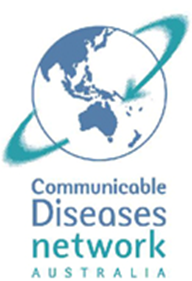 Communicable
Diseases
network
AUSTRALIA